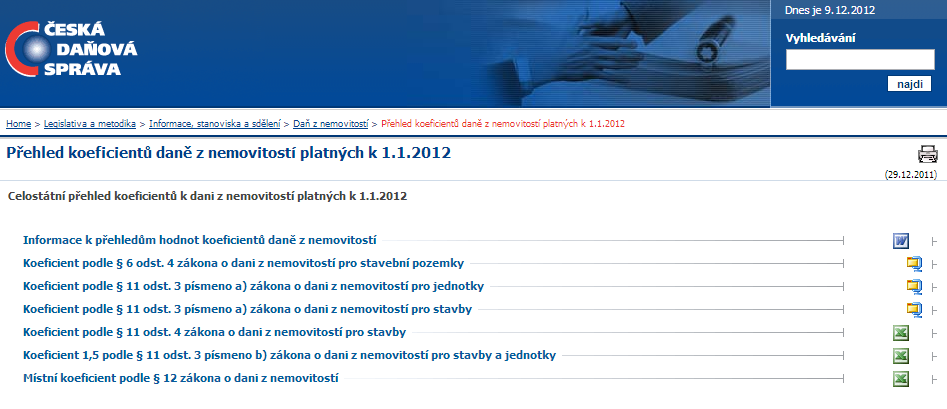 ČESKÁ
DAŇOVÁ
SPRÁVA
Dnes je 9.12.2012
Vyhledávání
najdi
Home > Legislativa a metodika > Informace, stanoviska a sdělení > Daň z nemovitostí > Přehled koeficientů daně z nemovitostí platných k 1.1.2012
Přehled koeficientů daně z nemovitostí platných k 1.1.2012
(29.12.2011)
Celostátní přehled koeficientů k dani z nemovitostí platných k 1.1.2012
Informace k přehledům hodnot koeficientů daně z nemovitostí
Koeficient podle § 6 odst. 4 zákona o dani z nemovitostí pro stavební pozemky
Koeficient podle § 11 odst. 3 písmeno a) zákona o dani z nemovitostí pro jednotky
Koeficient podle § 11 odst. 3 písmeno a) zákona o dani z nemovitostí pro stavby
Koeficient podle § 11 odst. 4 zákona o dani z nemovitostí pro stavby
Koeficient 1,5 podle § 11 odst. 3 písmeno b) zákona o dani z nemovitostí pro stavby a jednotky
Místní koeficient podle § 12 zákona o dani z nemovitostí